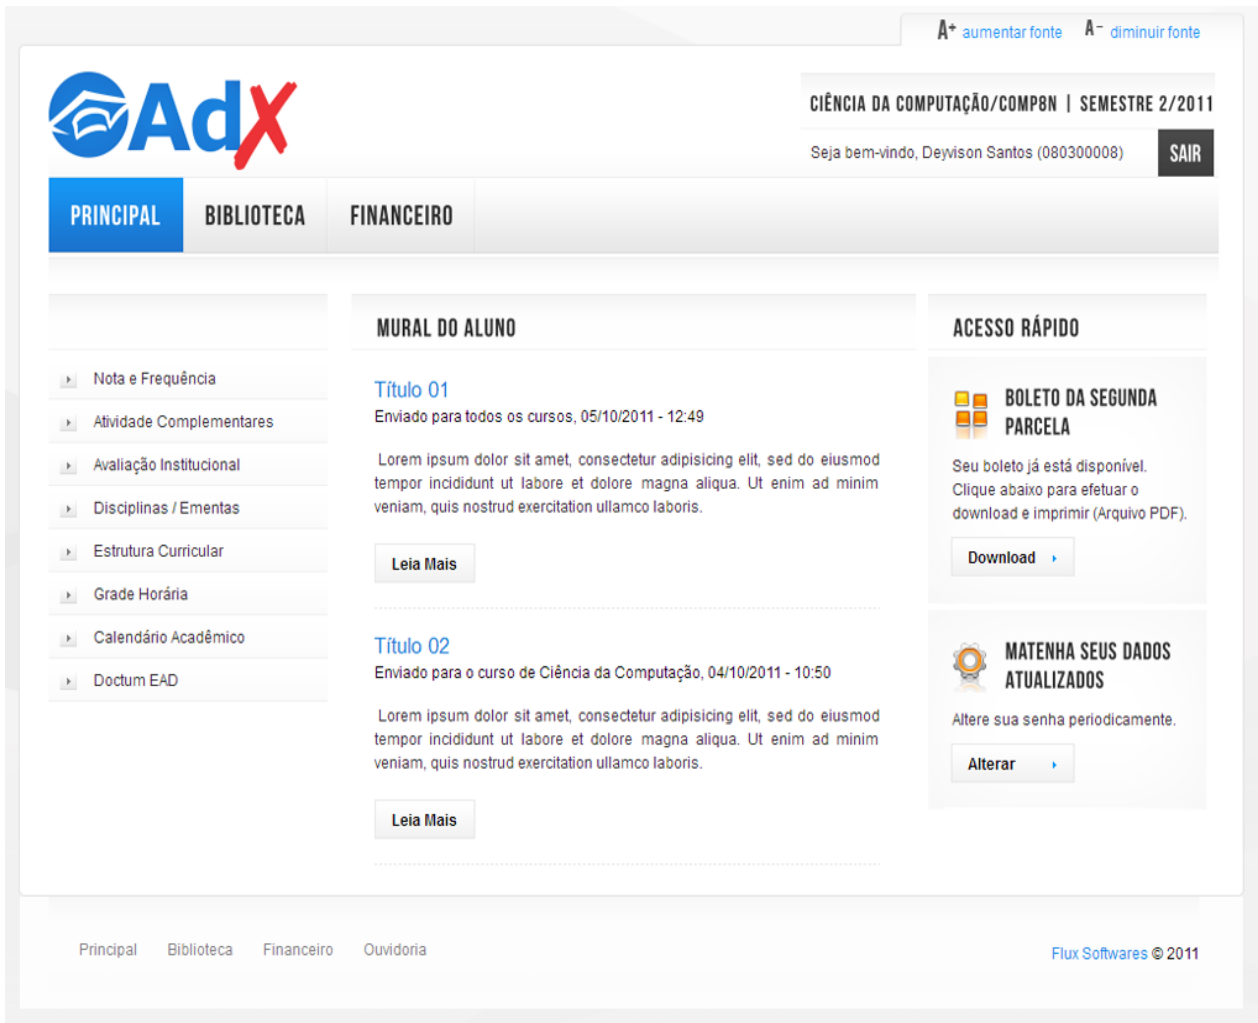 A+ aumentar fonte A- diminuir fonte
AdX
CIÊNCIA DA COMPUTAÇÃO/COMP8N | SEMESTRE 2/2011
Seja bem-vindo, Deyvison Santos (080300008) SAIR
PRINCIPAL BIBLIOTECA FINANCEIRO
Nota e Frequência
Atividade Complementares
Avaliação Institucional
Disciplinas / Ementas
Estrutura Curricular
Grade Horária
Calendário Acadêmico
Doctum EAD
MURAL DO ALUNO
Título 01
Enviado para todos os cursos, 05/10/2011 - 12:49
Lorem ipsum dolor sit amet, consectetur adipisicing elit, sed do eiusmod
tempor incididunt ut labore et dolore magna aliqua. Ut enim ad minim
veniam, quis nostrud exercitation ullamco laboris.
Leia Mais
Título 02
Enviado para o curso de Ciência da Computação, 04/10/2011 - 10:50
Lorem ipsum dolor sit amet, consectetur adipisicing elit, sed do eiusmod
tempor incididunt ut labore et dolore magna aliqua. Ut enim ad minim
veniam, quis nostrud exercitation ullamco laboris.
Leia Mais
ACESSO RÁPIDO
BOLETO DA SEGUNDA
PARCELA
Seu boleto já está disponível.
Clique abaixo para efetuar o
download e imprimir (Arquivo PDF).
Download
MATENHA SEUS DADOS
ATUALIZADOS
Altere sua senha periodicamente.
Alterar
Principal Biblioteca Financeiro Ouvidoria
Flux Softwares © 2011